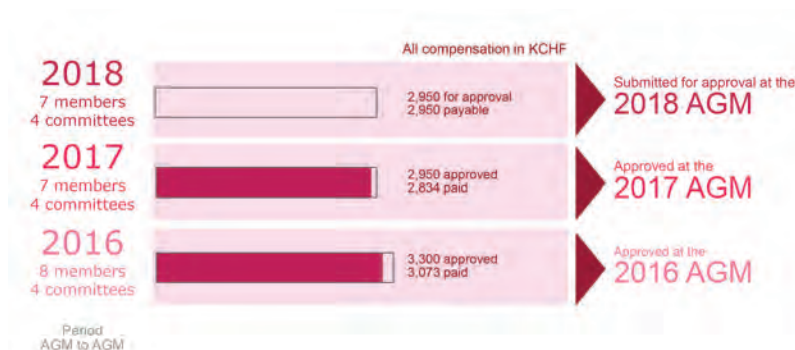 All compensation in KCHF
2018
7 members
4 committees
2,950 for approval
2,950 payable
Submitted for approval at the
2018 AGM
2017
7 members
4 committees
2,950 approved
2,834 paid
Approved at the
2017 AGM
2016
8 members
4 committees
3,300 approved
3,073 paid
Approved at the
2016 AGM
Period
AGM to AGM